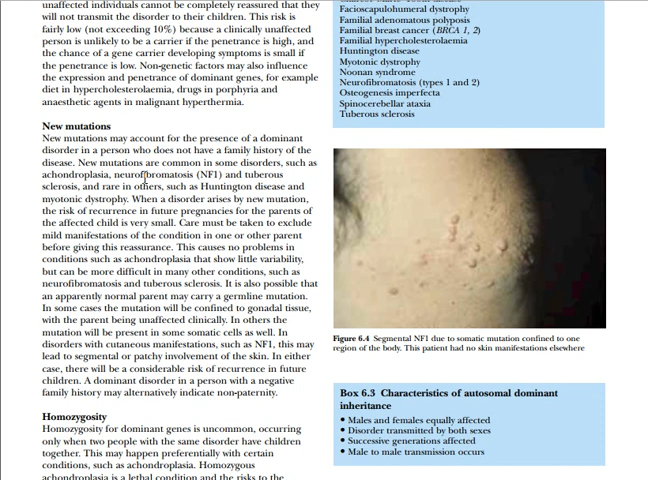 unaffected individuals cannot be completely reassured that they
will not transmit the disorder to their children. This risk is
fairly low (not exceeding 10%) because a clinically unaffected
person is unlikely to be a carrier if the penetrance is high, and
the chance of a gene carrier developing symptoms is small if
the penetrance is low. Non-genetic factors may also influence
the expression and penetrance of dominant genes, for example
diet in hypercholesterolaemia, drugs in porphyria and
anaesthetic agents in malignant hyperthermia.
New mutations
New mutations may account for the presence of a dominant
disorder in a person who does not have a family history of the
disease. New mutations are common in some disorders, such as
achondroplasia, neurofibromatosis (NF1) and tuberous
sclerosis, and rare in others, such as Huntington disease and
myotonic dystrophy. When a disorder arises by new mutation,
the risk of recurrence in future pregnancies for the parents of
the affected child is very small. Care must be taken to exclude
mild manifestations of the condition in one or other parent
before giving this reassurance. This causes no problems in
conditions such as achondroplasia that show little variability,
but can be more difficult in many other conditions, such as
neurofibromatosis and tuberous sclerosis. It is also possible that
an apparently normal parent may carry a germline mutation.
In some cases the mutation will be confined to gonadal tissue,
with the parent being unaffected clinically. In others the
mutation will be present in some somatic cells as well. In
disorders with cutaneous manifestations, such as NF1, this may
lead to segmental or patchy involvement of the skin. In either
case, there will be a considerable risk of recurrence in future
children. A dominant disorder in a person with a negative
family history may alternatively indicate non-paternity.
Homozygosity
Homozygosity for dominant genes is uncommon, occurring
only when two people with the same disorder have children
together. This may happen preferentially with certain
conditions, such as achondroplasia. Homozygous
achondroplasia is a lethal condition and the risks to the
Facioscapulohumeral dystrophy
Familial adenomatous polyposis
Familial breast cancer (BRCA 1, 2)
Familial hypercholesterolaemia
Huntington disease
Myotonic dystrophy
Noonan syndrome
Neurofibromatosis (types 1 and 2)
Osteogenesis imperfecta
Spinocerebellar ataxia
Tuberous sclerosis
Figure 6.4 Segmental NF1 due to somatic mutation confined to one
region of the body. This patient had no skin manifestations elsewhere
Box 6.3 Characteristics of autosomal dominant
inheritance
• Males and females equally affected
• Disorder transmitted by both sexes
• Successive generations affected
• Male to male transmission occurs